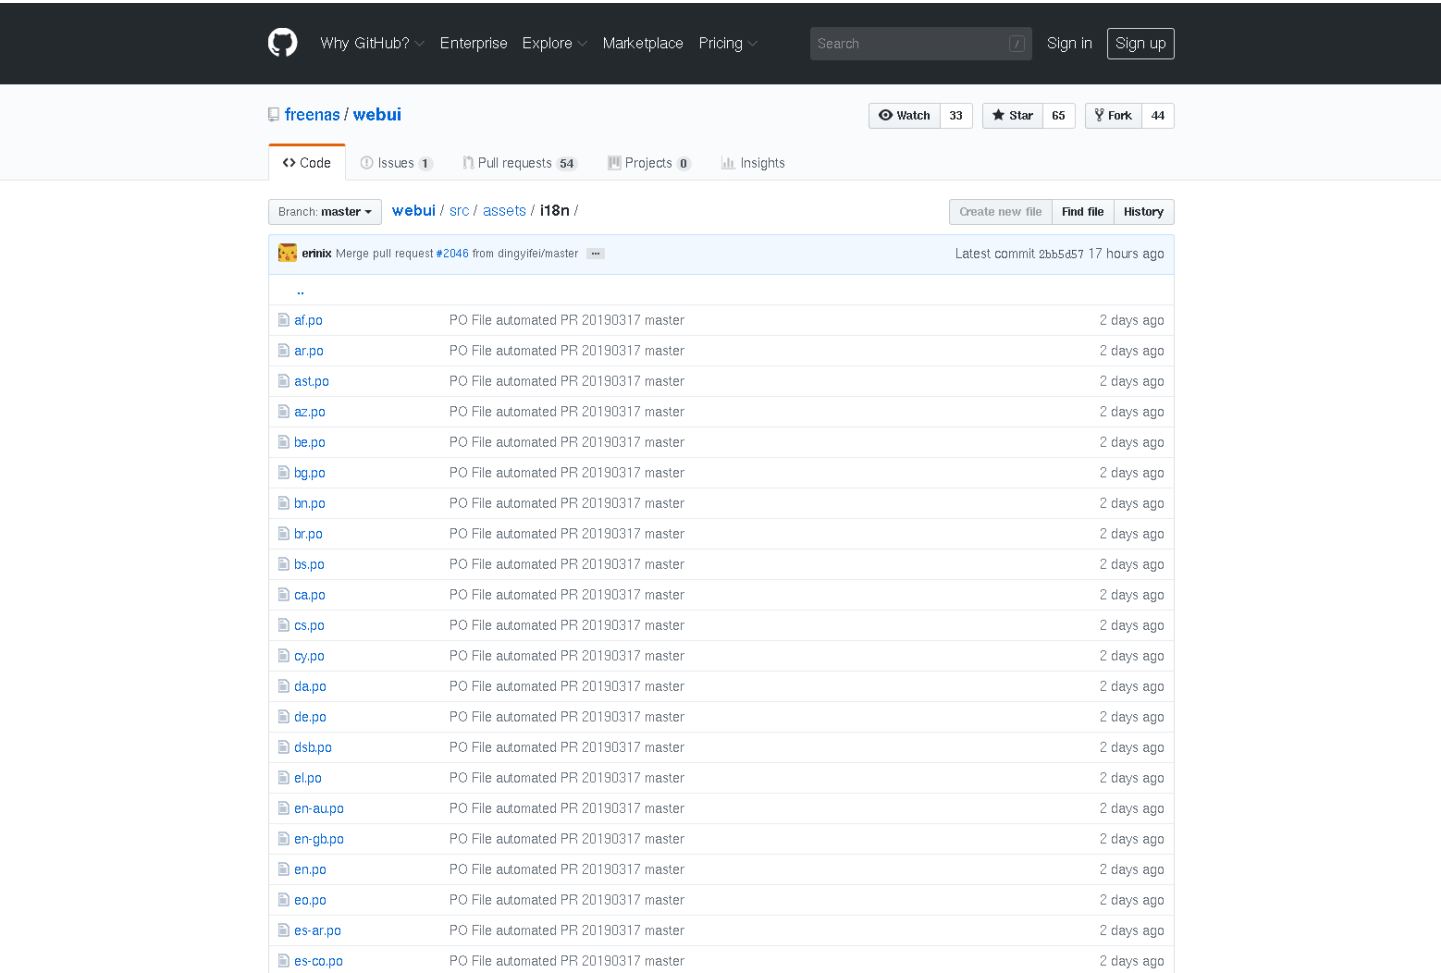 Why GitHub? Enterprise Explore Marketplace Pricing Search / Sign in Sign up
freenas / webui Watch 33 Star 65 Fork 44
Code Issues 1 Pull requests 54 Projects 0 Insights
Branch: master webui / src / assets / i18n / Create new file Find file History
erinix Merge pull request #2046 from dingyifei/master ... Latest commit 2bb5d57 17 hours ago
..
af.po PO File automated PR 20190317 master 2 days ago
ar.po PO File automated PR 20190317 master 2 days ago
ast.po PO File automated PR 20190317 master 2 days ago
az.po PO File automated PR 20190317 master 2 days ago
be.po PO File automated PR 20190317 master 2 days ago
bg.po PO File automated PR 20190317 master 2 days ago
bn.po PO File automated PR 20190317 master 2 days ago
br.po PO File automated PR 20190317 master 2 days ago
bs.po PO File automated PR 20190317 master 2 days ago
ca.po PO File automated PR 20190317 master 2 days ago
cs.po PO File automated PR 20190317 master 2 days ago
cy.po PO File automated PR 20190317 master 2 days ago
da.po PO File automated PR 20190317 master 2 days ago
de.po PO File automated PR 20190317 master 2 days ago
dsb.po PO File automated PR 20190317 master 2 days ago
el.po PO File automated PR 20190317 master 2 days ago
en-au.po PO File automated PR 20190317 master 2 days ago
en-gb.po PO File automated PR 20190317 master 2 days ago
en.po PO File automated PR 20190317 master 2 days ago
eo.po PO File automated PR 20190317 master 2 days ago
es-ar.po PO File automated PR 20190317 master 2 days ago
es-co.po PO File automated PR 20190317 master 2 days ago